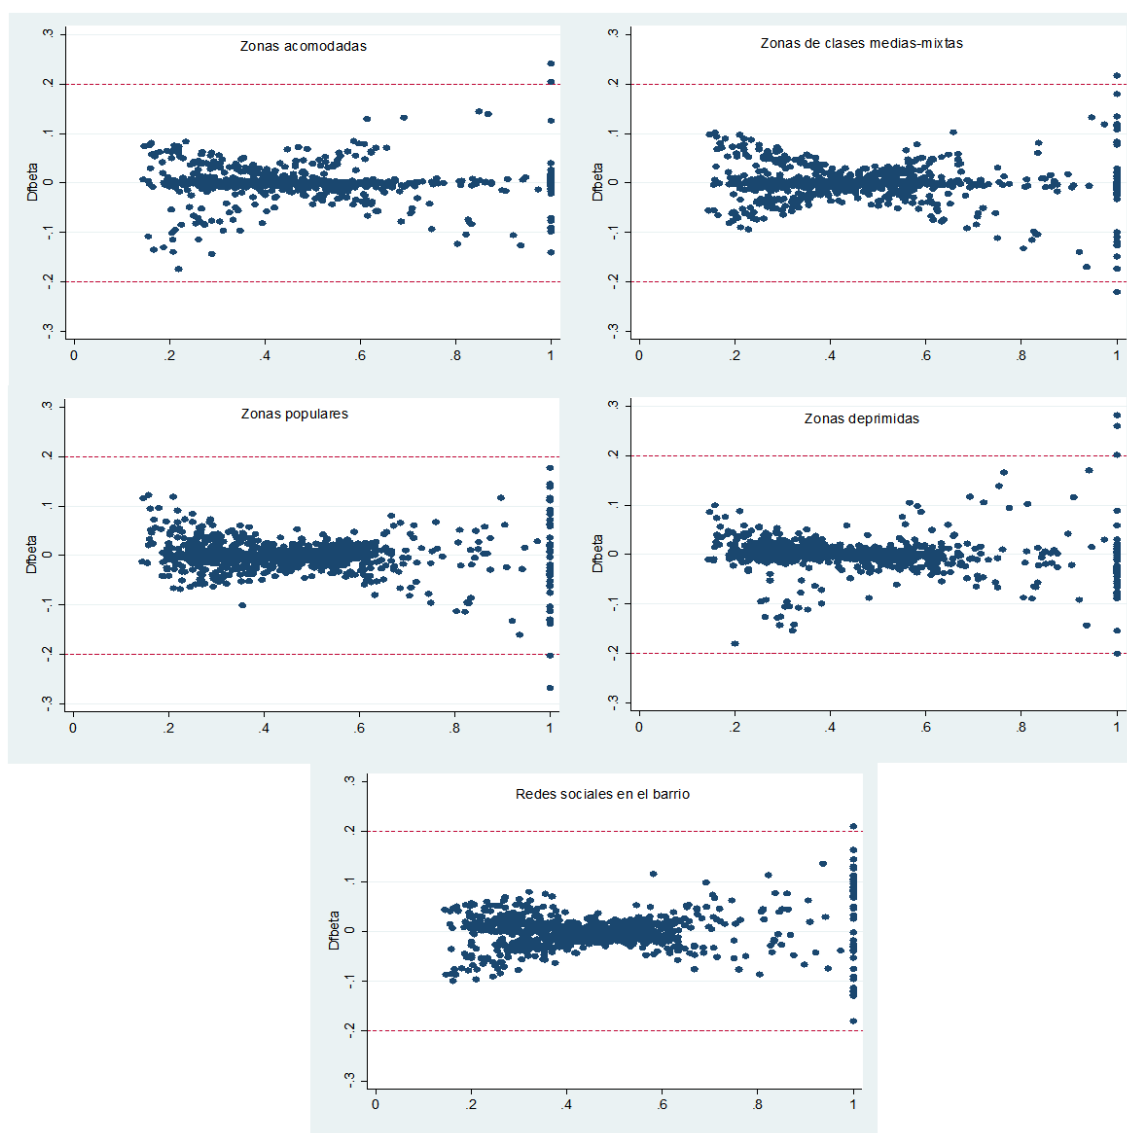 Zonas acomodadas
.3
.2
.1
0
-.1
-.2
-.3
Dfbeta
0 .2 .4 .6 .8 1
Zonas de clases medias-mixtas
.3
.2
.1
0
-.1
-.2
-.3
Dfbeta
0 .2 .4 .6 .8 1
Zonas populares
.3
.2
.1
0
-.1
-.2
-.3
Dfbeta
0 .2 .4 .6 .8 1
Zonas deprimidas
.3
.2
.1
0
-.1
-.2
-.3
Dfbeta
0 .2 .4 .6 .8 1
Redes sociales en el barrio
.3
.2
.1
0
-.1
-.2
-.3
Dfbeta
0 .2 .4 .6 .8 1